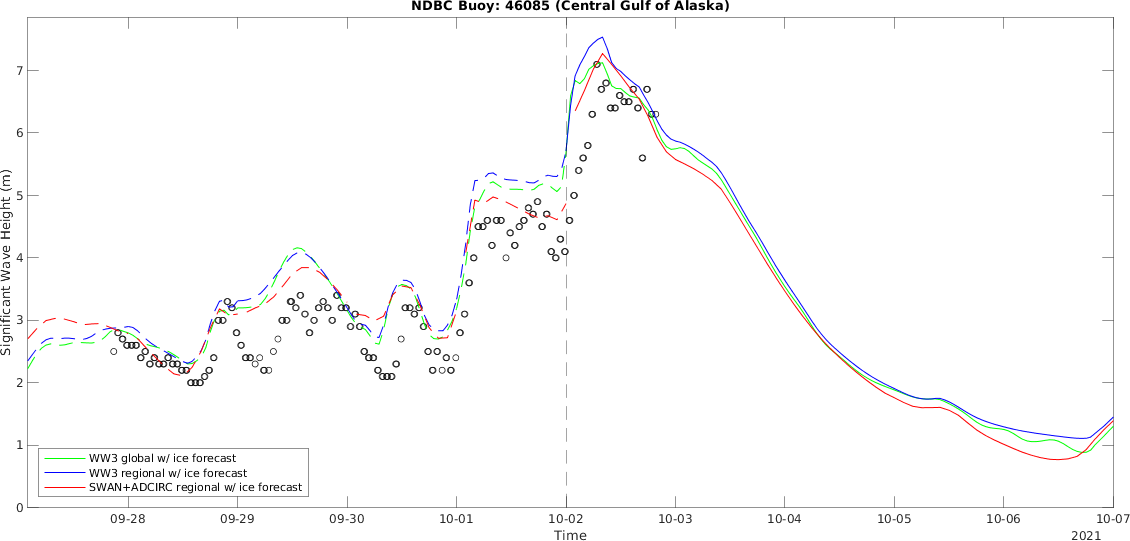 NDBC Buoy: 46085 (Central Gulf of Alaska)
Significant Wave Height (m)
7
6
5
4
3
2
1
0
WW3 global w/ ice forecast
WW3 regional w/ ice forecast
SWAN+ADCIRC regional w/ ice forecast
09-28 09-29 09-30 10-01 10-02 10-03 10-04 10-05 10-06 10-07
Time
2021